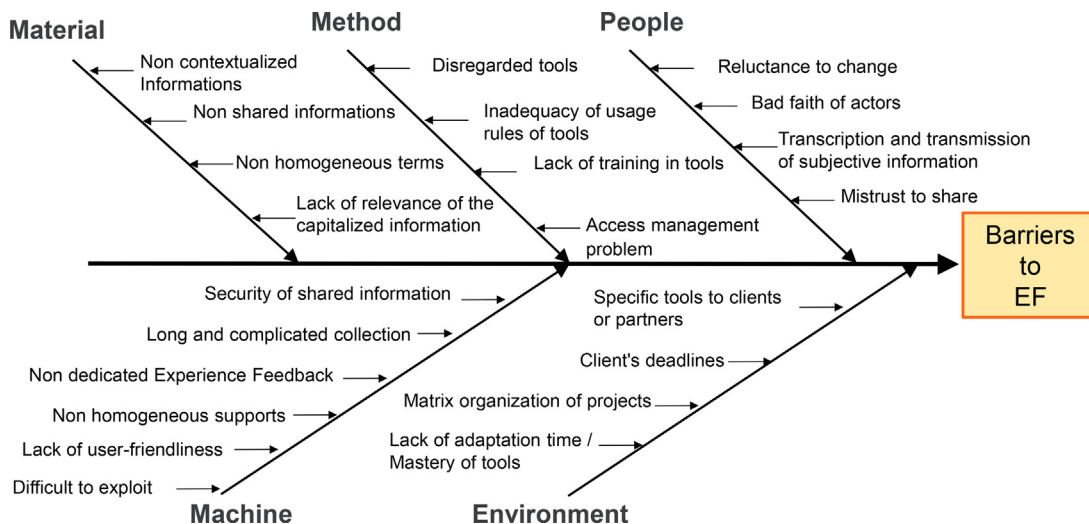 Material
Method
People
Non contextualized
Informations
Non shared informations
Non homogeneous terms
Lack of relevance of the
capitalized information
Disregarded tools
Inadequacy of usage
rules of tools
Lack of training in tools
Access management
problem
Reluctance to change
Bad faith of actors
Transcription and transmission
of subjective information
Mistrust to share
Barriers
to
EF
Security of shared information
Long and complicated collection
Non dedicated Experience Feedback
Non homogeneous supports
Lack of user-friendliness
Difficult to exploit
Machine
Specific tools to clients
or partners
Client's deadlines
Matrix organization of projects
Lack of adaptation time /
Mastery of tools
Environment